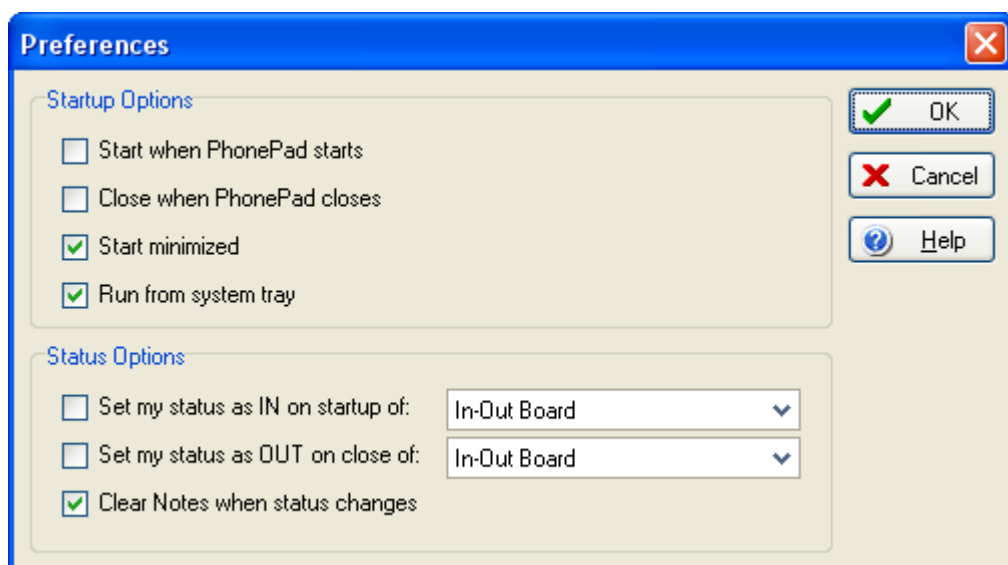 Preferences
Startup Options
OK
Start when PhonePad starts
Cancel
Close when PhonePad closes
Help
Start minimized
Run from system tray
Status Options
Set my status as IN on startup of: In-Out Board
Set my status as OUT on close of: In-Out Board
Clear Notes when status changes